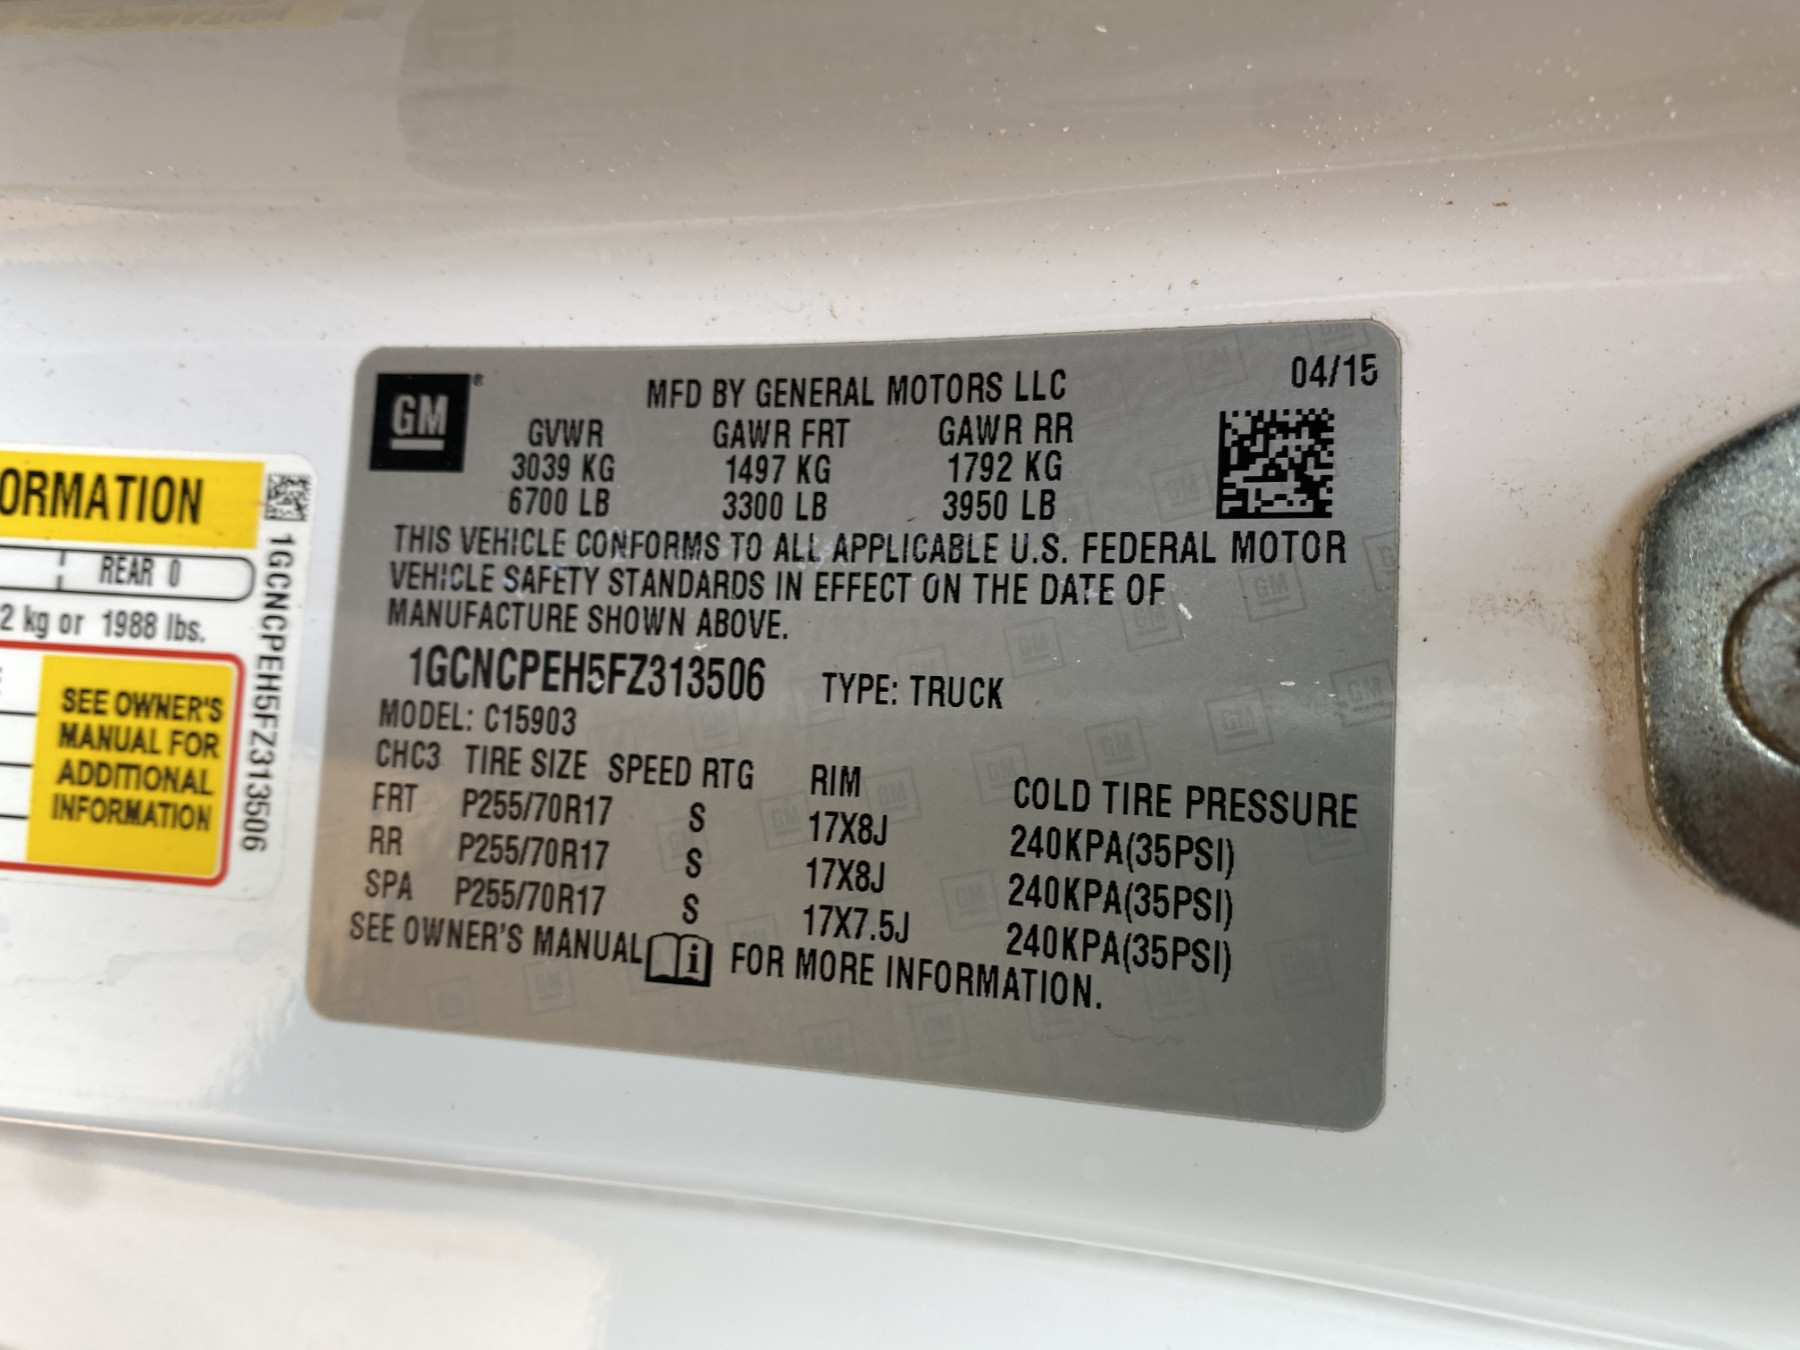 ORMATION
REAR 0
2 kg or 1988 lbs.
SEE OWNER'S
MANUAL FOR
ADDITIONAL
INFORMATION
1GCNCPEH5FZ313506
GM®
MFD BY GENERAL MOTORS LLC 04/15
GVWR GAWR FRT GAWR RR
3039 KG 1497 KG 1792 KG
6700 LB 3300 LB 3950 LB
THIS VEHICLE CONFORMS TO ALL APPLICABLE U.S. FEDERAL MOTOR
VEHICLE SAFETY STANDARDS IN EFFECT ON THE DATE OF
MANUFACTURE SHOWN ABOVE.
1GCNCPEH5FZ313506 TYPE: TRUCK
MODEL: C15903
CHC3 TIRE SIZE SPEED RTG RIM COLD TIRE PRESSURE
FRT P255/70R17 S 17X8J 240KPA(35PSI)
RR P255/70R17 S 17X8J 240KPA(35PSI)
SPA P255/70R17 S 17X7.5J 240KPA(35PSI)
SEE OWNER'S MANUAL i FOR MORE INFORMATION.